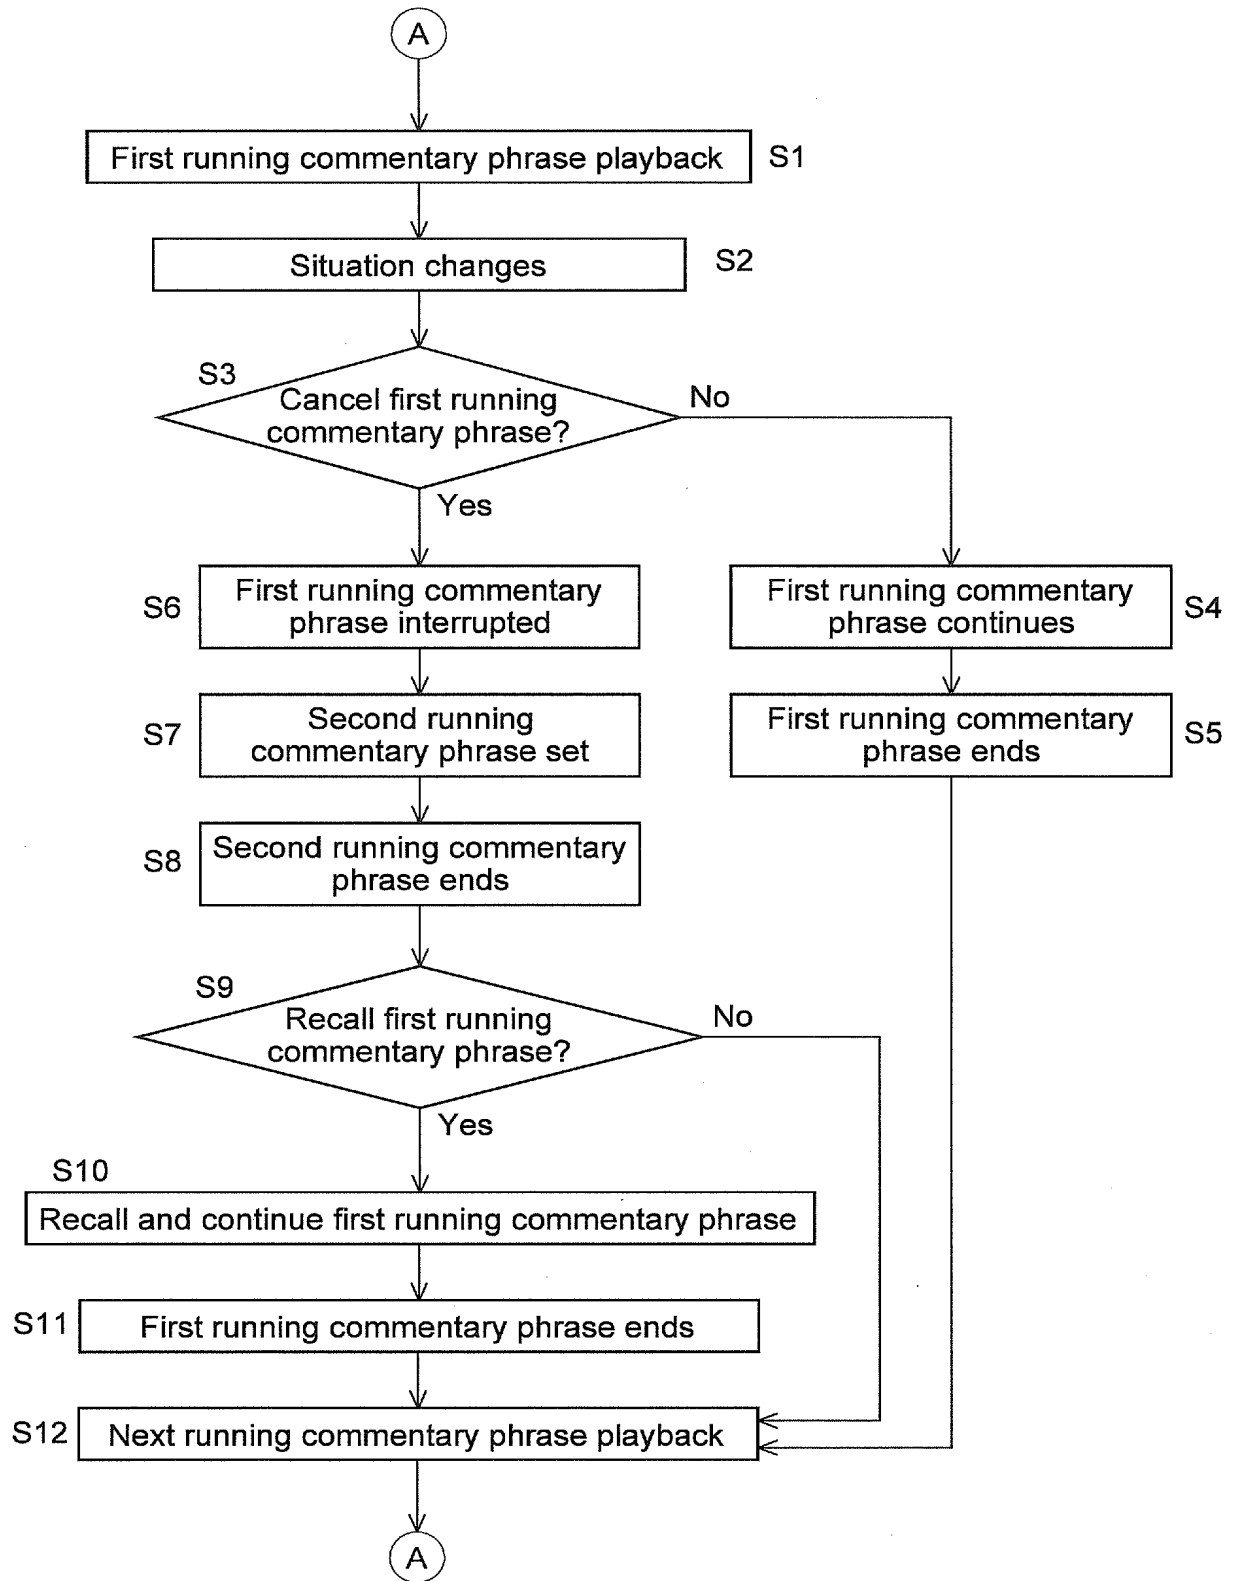 A
First running commentary phrase playback
S1
Situation changes
S2
S3
Cancel first running
commentary phrase?
No
Yes
S6
First running commentary
phrase interrupted
First running commentary
phrase continues
S4
S7
Second running
commentary phrase set
First running commentary
phrase ends
S5
S8
Second running commentary
phrase ends
S9
Recall first running
commentary phrase?
No
Yes
S10
Recall and continue first running commentary phrase
S11
First running commentary phrase ends
S12
Next running commentary phrase playback
A